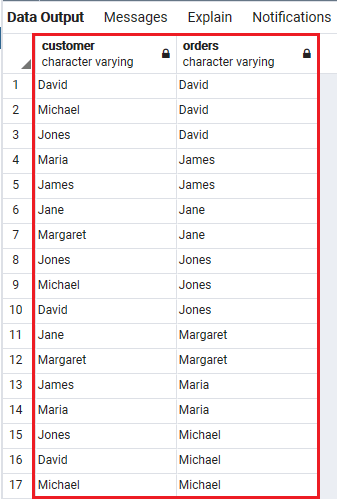 Data Output Messages Explain Notifications
customer orders
character varying character varying
1 David David
2 Michael David
3 Jones David
4 Maria James
5 James James
6 Jane Jane
7 Margaret Jane
8 Jones Jones
9 Michael Jones
10 David Jones
11 Jane Margaret
12 Margaret Margaret
13 James Maria
14 Maria Maria
15 Jones Michael
16 David Michael
17 Michael Michael